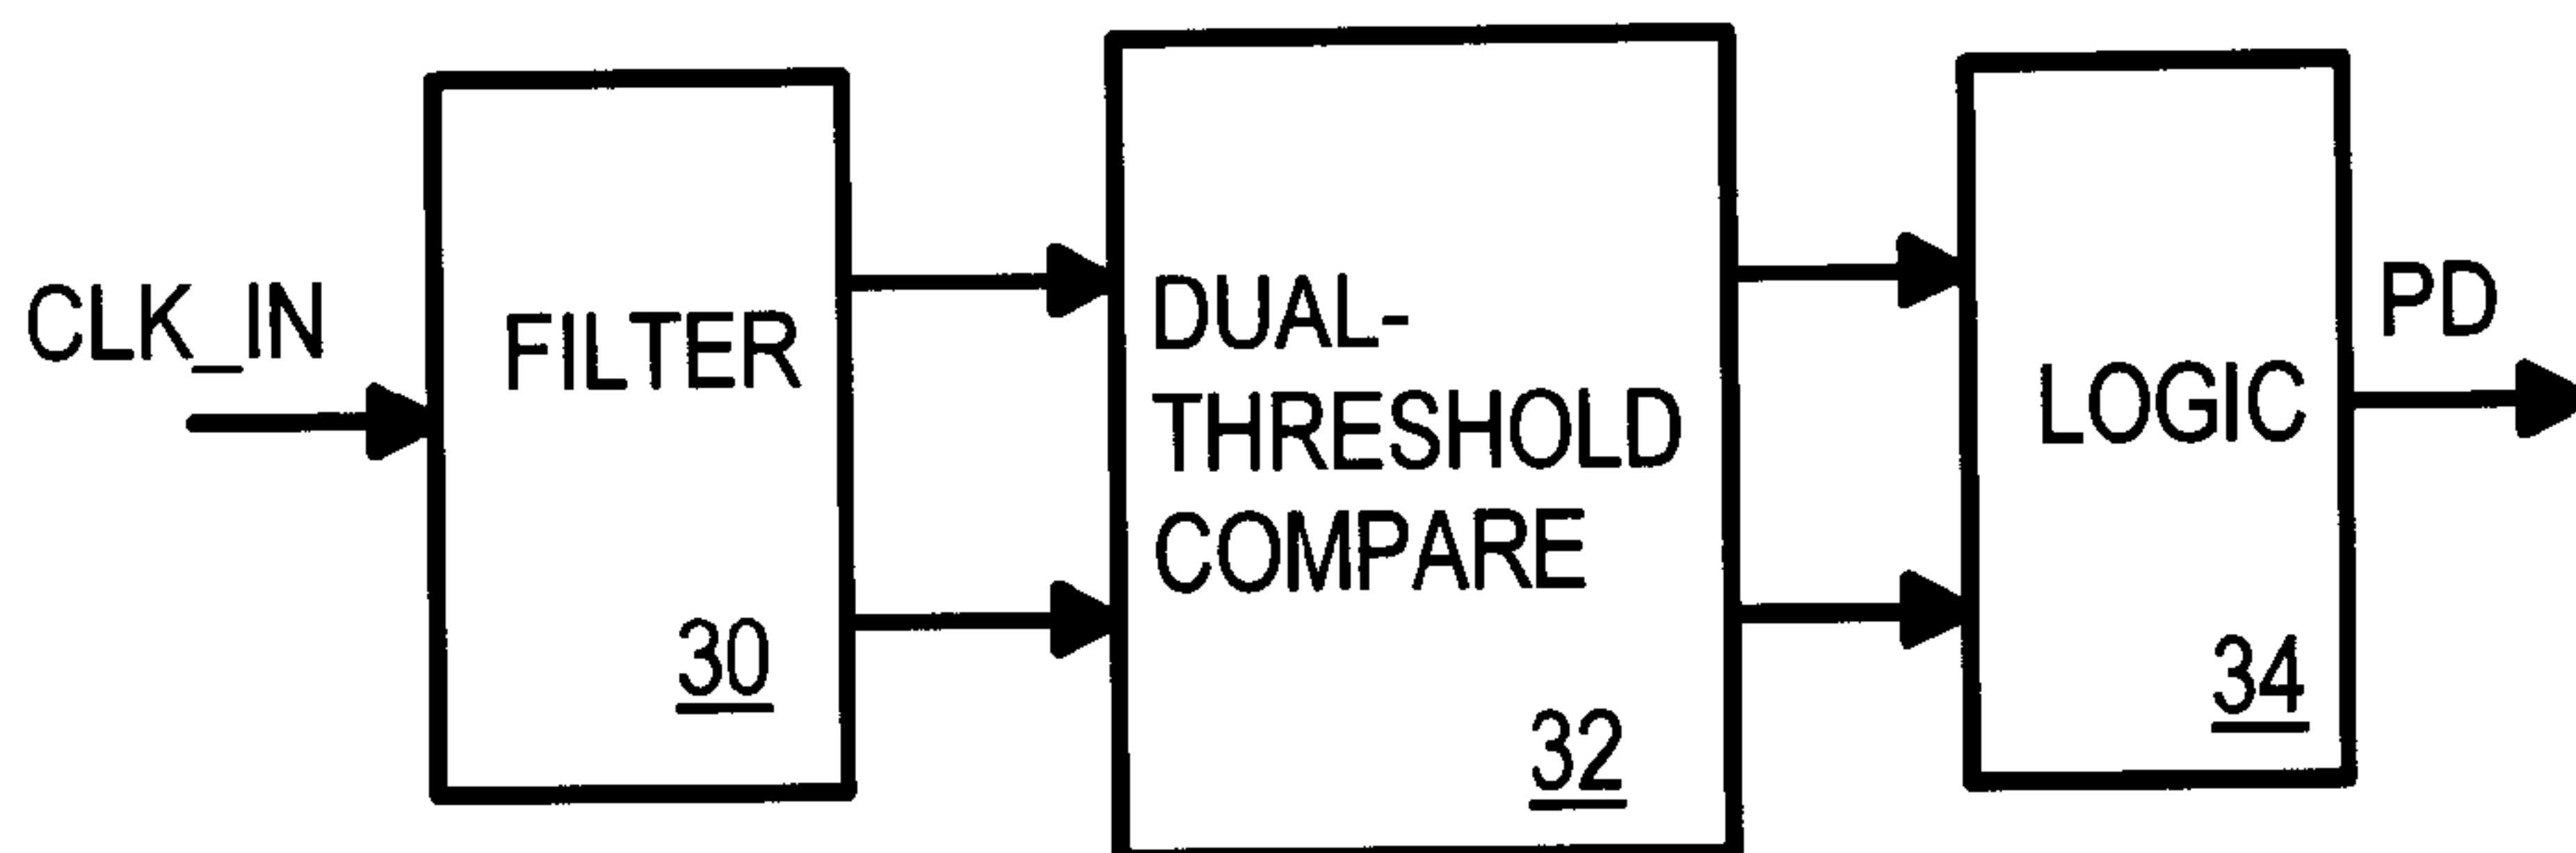 CLK_IN
FILTER
30
DUAL-
THRESHOLD
COMPARE
32
LOGIC
34
PD